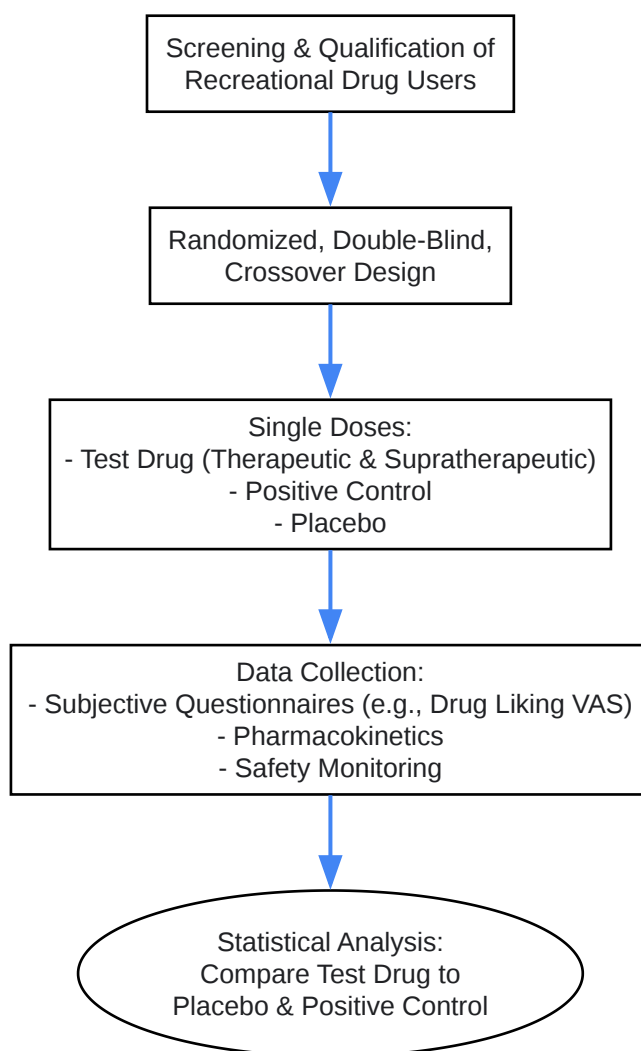 Screening & Qualification of
Recreational Drug Users
Randomized, Double-Blind,
Crossover Design
Single Doses:
- Test Drug (Therapeutic & Supratherapeutic)
- Positive Control
- Placebo
Data Collection:
- Subjective Questionnaires (e.g., Drug Liking VAS)
- Pharmacokinetics
- Safety Monitoring
Statistical Analysis:
Compare Test Drug to
Placebo & Positive Control